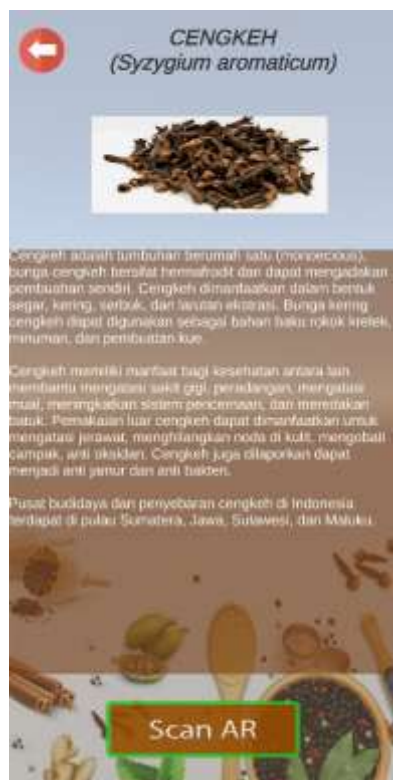 CENGKEH
(Syzygium aromaticum)
Cengkeh adalah tumbuhan berumah satu (monoecious),
bunga cengkeh bersifat hermafrodit dan dapat mengadakan
pembuahan sendiri. Cengkeh dimanfaatkan dalam bentuk
segar, kering, serbuk, dan larutan ekstrasi. Bunga kering
cengkeh dapat digunakan sebagai bahan baku rokok kretek,
minuman, dan pembuatan kue.
Cengkeh memiliki manfaat bagi kesehatan antara lain
membantu mengatasi sakit gigi, peradangan, mengatasi
mual, meningkatkan sistem pencernaan, dan meredakan
batuk. Pemakaian luar cengkeh dapat dimanfaatkan untuk
mengatasi jerawat, menghilangkan noda di kulit, mengobati
campak, anti oksidan. Cengkeh juga dilaporkan dapat
menjadi anti jamur dan anti bakteri.
Pusat budidaya dan penyebaran cengkeh di Indonesia
terdapat di pulau Sumatera, Jawa, Sulawesi, dan Maluku.
Scan AR